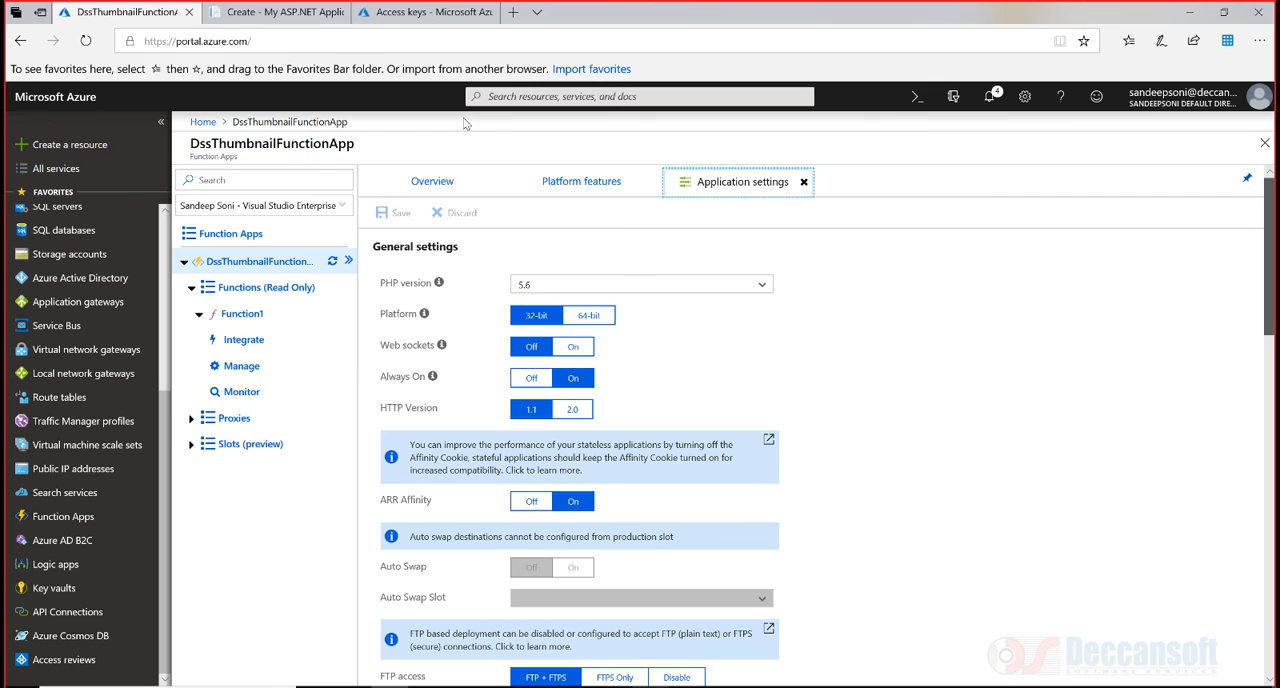 DssThumbnailFunctionA
Create - My ASP.NET Applic
Access keys - Microsoft Azu
https://portal.azure.com/
To see favorites here, select then , and drag to the Favorites Bar folder. Or import from another browser. Import favorites
Microsoft Azure
Search resources, services, and docs
4
sandeepsoni@deccan...
SANDEEPSONI DEFAULT DIRE...
Home > DssThumbnailFunctionApp
DssThumbnailFunctionApp
Function Apps
Create a resource
All services
FAVORITES
SQL servers
SQL databases
Storage accounts
Azure Active Directory
Application gateways
Service Bus
Virtual network gateways
Local network gateways
Route tables
Traffic Manager profiles
Virtual machine scale sets
Public IP addresses
Search services
Function Apps
Azure AD B2C
Logic apps
Key vaults
API Connections
Azure Cosmos DB
Access reviews
Search
Sandeep Soni - Visual Studio Enterprise
Function Apps
DssThumbnailFunction...
Functions (Read Only)
Function1
Integrate
Manage
Monitor
Proxies
Slots (preview)
Overview
Platform features
Application settings
Save
Discard
General settings
PHP version
5.6
Platform
32-bit 64-bit
Web sockets
Off On
Always On
Off On
HTTP Version
1.1 2.0
You can improve the performance of your stateless applications by turning off the
Affinity Cookie, stateful applications should keep the Affinity Cookie turned on for
increased compatibility. Click to learn more.
ARR Affinity
Off On
Auto swap destinations cannot be configured from production slot
Auto Swap
Off On
Auto Swap Slot
FTP based deployment can be disabled or configured to accept FTP (plain text) or FTPS
(secure) connections. Click to learn more.
FTP access
FTP + FTPS FTPS Only Disable
Deccansoft
SOFTWARE SERVICES